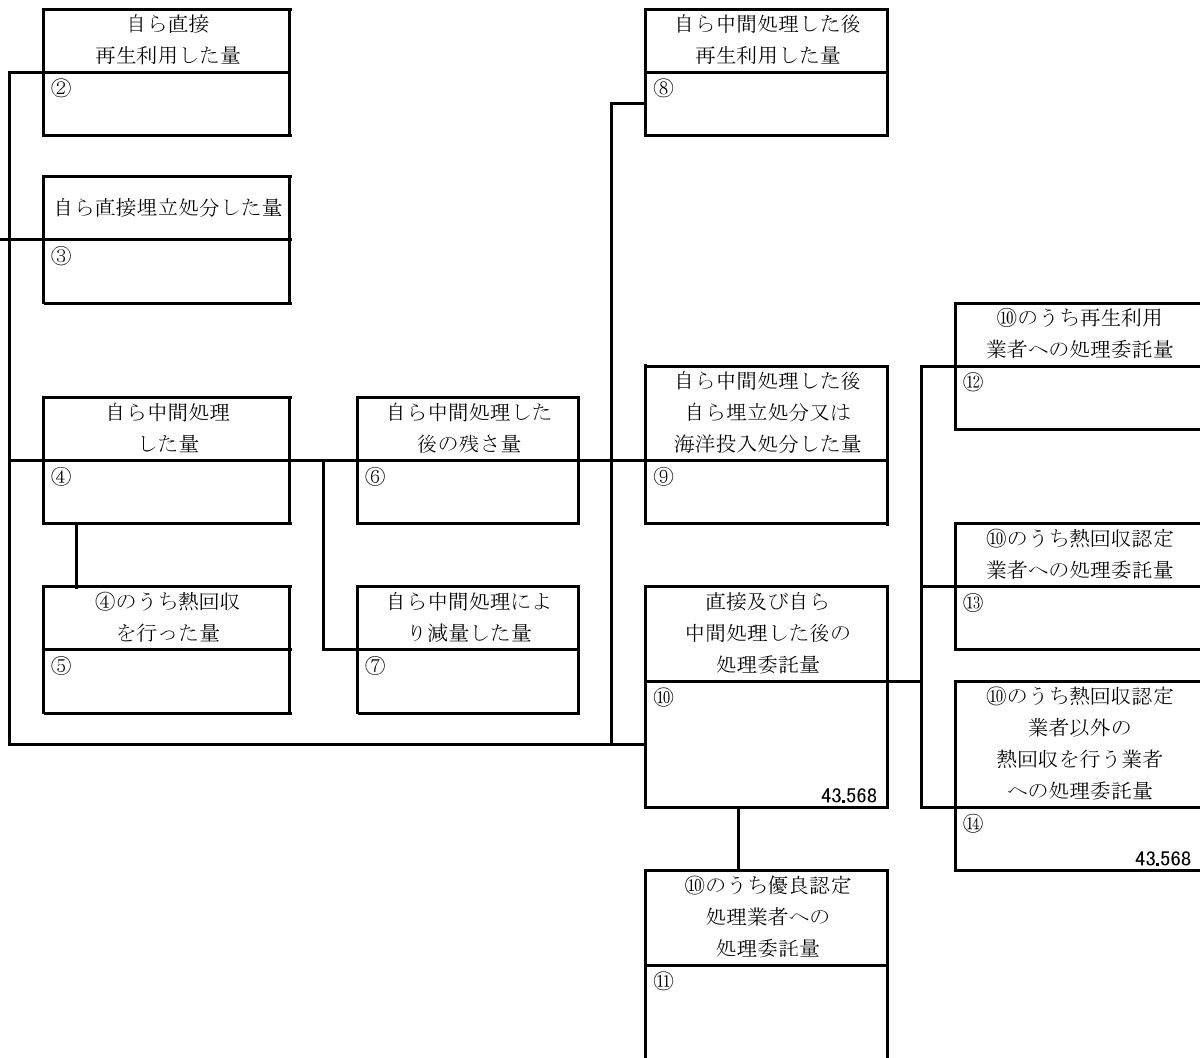 自ら直接
再生利用した量
②
自ら中間処理した後
再生利用した量
⑧
自ら直接埋立処分した量
③
⑩のうち再生利用
業者への処理委託量
⑫
自ら中間処理
した量
④
自ら中間処理した
後の残さ量
⑥
自ら中間処理した後
自ら埋立処分又は
海洋投入処分した量
⑨
⑩のうち熱回収認定
業者への処理委託量
⑬
④のうち熱回収
を行った量
⑤
自ら中間処理によ
り減量した量
⑦
直接及び自ら
中間処理した後の
処理委託量
⑩
43.568
⑩のうち熱回収認定
業者以外の
熱回収を行う業者
への処理委託量
⑭
43.568
⑩のうち優良認定
処理業者への
処理委託量
⑪